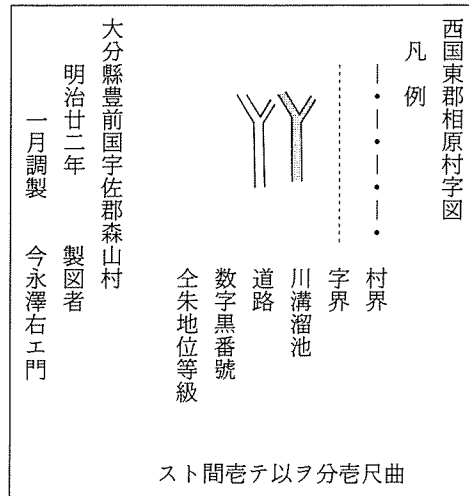 西国東郡相原村字図
凡例
村界
字界
川溝溜池
道路
数字黒番號
仝朱地位等級
大分縣豊前国宇佐郡森山村
明治廿二年 製図者
一月調製 今永澤右エ門
曲尺壱分ヲ以テ壱間トス